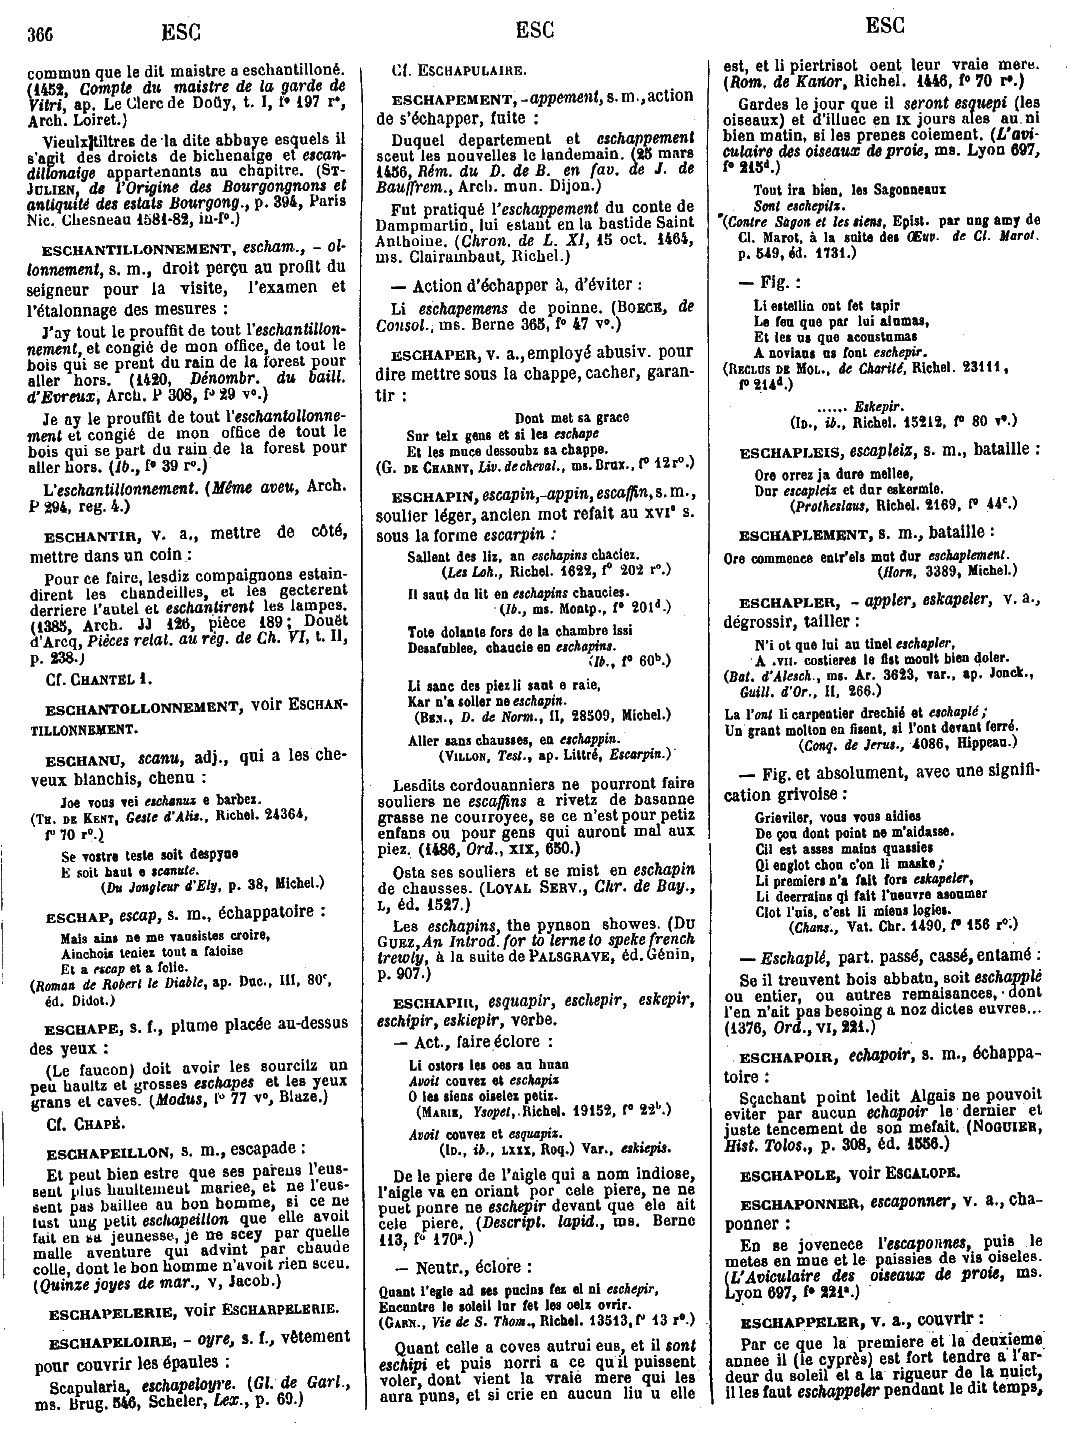 366 ESC ESC ESC
commun que le dit maistre a eschantilloné.
(1452, Compte du maistre de la garde de
Vitri, ap. Le Clerc de Doüy, t. I, f° 197 r°,
Arch. Loiret.)
Vieulx tiltres de la dite abbaye esquels il
s'agit des droicts de bichenaige et escan-
dillonaige appartenants au chapitre. (ST-
JULIEN, de l'Origine des Bourgongnons et
antiquité des estats Bourgong., p. 394, Paris
Nic. Chesneau 1581-82, in-f°.)
ESCHANTILLONNEMENT, escham., - ol-
lonnement, s. m., droit perçu au profit du
seigneur pour la visite, l'examen et
l'étalonnage des mesures :
J'ay tout le prouffit de tout l'eschantillon-
nement, et congié de mon office, de tout le
bois qui se prent du rain de la forest pour
aller hors. (1420, Dénombr. du baill.
d'Evreux, Arch. P 308, f° 29 v°.)
Je ay le prouffit de tout l'eschantollonne-
ment et congié de mon office de tout le
bois qui se part du rain de la forest pour
aller hors. (Ib., f° 39 r°.)
L'eschantillonnement. (Même aveu, Arch.
P 294, reg. 4.)
ESCHANTIR, v. a., mettre de côté,
mettre dans un coin :
Pour ce faire, lesdiz compaignons estain-
dirent les chandeilles, et les gecterent
derriere l'autel et eschantirent les lampes.
(1385, Arch. JJ 126, pièce 189; Douët
d'Arcq, Pièces relat. au règ. de Ch. VI, t. II,
p. 238.)
Cf. CHANTEL 1.
ESCHANTOLLONNEMENT, voir ESCHAN-
TILLONNEMENT.
ESCHANU, scanu, adj., qui a les che-
veux blanchis, chenu :
Joe vous vei eschanuz e barbez.
(TH. DE KENT, Geste d'Alis., Richel. 24364,
f° 70 r°.)
Se vostre teste soit despyne
E soit haut e scanute.
(Du Jongleur d'Ely, p. 38, Michel.)
ESCHAP, escap, s. m., échappatoire :
Mais ains ne me vausistes croire,
Ainchois teniez tout a faloise
Et a escap et a folie.
(Roman de Robert le Diable, ap. Duc., III, 80c,
éd. Didot.)
ESCHAPE, s. f., plume placée au-dessus
des yeux :
(Le faucon) doit avoir les sourcilz un
peu haultz et grosses eschapes et les yeux
grans et caves. (Modus, f° 77 v°, Blaze.)
Cf. CHAPÉ.
ESCHAPEILLON, s. m., escapade :
Et peut bien estre que ses pareus l'eus-
sent plus haultement mariee, et ne l'eus-
sent pas baillee au bon homme, si ce ne
fust ung petit eschapeillon que elle avoit
fait en sa jeunesse, je ne scey par quelle
malle aventure qui advint par chaude
colle, dont le bon homme n'avoit rien sceu.
(Quinze joyes de mar., V, Jacob.)
ESCHAPELERIE, voir ESCHARPELERIE.
ESCHAPELOIRE, - oyre, s. f., vêtement
pour couvrir les épaules :
Scapularia, eschapeloyre. (Gl. de Garl.,
ms. Brug. 546, Scheler, Lex., p. 69.)
Cf. ESCHAPULAIRE.
ESCHAPEMENT, -appement, s. m., action
de s'échapper, fuite :
Duquel departement et eschappement
sceut les nouvelles le landemain. (25 mars
1456, Rém. du D. de B. en fav. de J. de
Bauffrem., Arch. mun. Dijon.)
Fut pratiqué l'eschappement du conte de
Dampmartin, lui estant en la bastide Saint
Anthoine. (Chron. de L. XI, 15 oct. 1464,
ms. Clairambaut, Richel.)
— Action d'échapper à, d'éviter :
Li eschapemens de poinne. (BOECE, de
Consol., ms. Berne 365, f° 47 v°.)
ESCHAPER, v. a., employé abusiv. pour
dire mettre sous la chappe, cacher, garan-
tir :
Dont met sa grace
Sur telx gens et si les eschape
Et les muce dessoubz sa chappe.
(G. DE CHARNY, Liv. de cheval., ms. Brux., f° 12 r°.)
ESCHAPIN, escapin, -appin, escaffin, s. m.,
soulier léger, ancien mot refait au XVIe s.
sous la forme escarpin :
Sallent des liz, an eschapins chaciez.
(Les Loh., Richel. 1622, f° 202 r°.)
Il saut du lit en eschapins chaucies.
(Ib., ms. Montp., f° 201d.)
Tote dolante fors de la chambre issi
Desafublee, chaucie en eschapins.
(Ib., f° 60b.)
Li sanc des piez li saut e raie,
Kar n'a soller ne eschapin.
(BEN., D. de Norm., II, 28509, Michel.)
Aller sans chausses, en eschappin.
(VILLON, Test., ap. Littré, Escarpin.)
Lesdits cordouanniers ne pourront faire
souliers ne escaffins a rivetz de basanne
grasse ne courroyee, se ce n'est pour petiz
enfans ou pour gens qui auront mal aux
piez. (1486, Ord., XIX, 650.)
Osta ses souliers et se mist en eschapin
de chausses. (LOYAL SERV., Chr. de Bay.,
L, éd. 1527.)
Les eschapins, the pynson showes. (DU
GUEZ, An Introd. for to lerne to speke french
trewly, à la suite de PALSGRAVE, éd. Génin,
p. 907.)
ESCHAPIR, esquapir, eschepir, eskepir,
eschipir, eskiepir, verbe.
— Act., faire éclore :
Li ostors les oes au huan
Avoit couvez et eschapiz
O les siens oiselez petiz.
(MARIE, Ysopet, Richel. 19152, f° 22b.)
Avoit couvez et esquapiz.
(ID., ib., LXXX, Roq.) Var., eskiepis.
De le piere de l'aigle qui a nom indiose,
l'aigle va en oriant por cele piere, ne ne
puet ponre ne eschepir devant que ele ait
cele piere. (Descript. lapid., ms. Berne
113, f° 170a.)
— Neutr., éclore :
Quant l'egle ad ses pucins fez el ni eschepir,
Encuntre le soleil lur fet les oelz ovrir.
(GARN., Vie de S. Thom., Richel. 13513, f° 13 r°.)
Quant celle a coves autrui eus, et il sont
eschipi et puis norri a ce qu'il puissent
voler, dont vient la vraie mere qui les
aura puns, et si crie en aucun liu u elle
est, et li piertrisot oent leur vraie mere.
(Rom. de Kanor, Richel. 1446, f° 70 r°.)
Gardes le jour que il seront esquepi (les
oiseaux) et d'illuec en IX jours ales au ni
bien matin, si les prenes coiement. (L'avi-
culaire des oiseaux de proie, ms. Lyon 697,
f° 215d.)
Tout ira bien, les Sagonneaux
Sont eschepilz.
(Contre Sagon et les siens, Epist. par ung amy de
Cl. Marot, à la suite des Œuv. de Cl. Marot.
p. 549, éd. 1731.)
— Fig. :
Li estellin ont fet tapir
Le feu que par lui alumas,
Et les us que acoustumas
A noviaus us font eschepir.
(RECLUS DE MOL., de Charité, Richel. 23111,
f° 214d.)
...... Eskepir.
(ID., ib., Richel. 15212, f° 80 v°.)
ESCHAPLEIS, escapleiz, s. m., bataille :
Ore orrez ja dure mellee,
Dur escapleiz et dur eskermie.
(Protheslaus, Richel. 2169, f° 44c.)
ESCHAPLEMENT, s. m., bataille :
Ore commence entr'els mut dur eschaplement.
(Horn, 3389, Michel.)
ESCHAPLER, - appler, eskapeler, v. a.,
dégrossir, tailler :
N'i ot que lui au tinel eschapler,
A .VII. costieres le fist moult bien doler.
(Bat. d'Alesch., ms. Ar. 3623, var., ap. Jonck.,
Guill. d'Or., II, 266.)
La l'ont li carpentier drechié et eschaplé ;
Un grant molton en fisent, si l'ont devant ferré.
(Conq. de Jerus., 4086, Hippeau.)
— Fig. et absolument, avec une signifi-
cation grivoise :
Grieviler, vous vous aidies
De çou dont point ne m'aidasse.
Cil est asses mains quassies
Qi englot chou c'on li maske ;
Li premiers n'a fait fors eskapeler,
Li deerrains qi fait l'ueuvre asoumer
Clot l'uis, c'est li miens logies.
(Chans., Vat. Chr. 1490, f° 156 r°.)
— Eschaplé, part. passé, cassé, entamé :
Se il treuvent bois abbatu, soit eschapplé
ou entier, ou autres remaisances, dont
l'en n'ait pas besoing a noz dictes euvres...
(1376, Ord., VI, 221.)
ESCHAPOIR, echapoir, s. m., échappa-
toire :
Sçachant point ledit Algais ne pouvoit
eviter par aucun echapoir le dernier et
juste tencement de son mefait. (NOGUIER,
Hist. Tolos., p. 308, éd. 1556.)
ESCHAPOLE, voir ESCALOPE.
ESCHAPONNER, escaponner, v. a., cha-
ponner :
En se jovenece l'escaponnes, puis le
metes en mue et le paissies de vis oiseles.
(L'Aviculaire des oiseaux de proie, ms.
Lyon 697, f° 221a.)
ESCHAPPELER, v. a., couvrir :
Par ce que la premiere et la deuxieme
annee il (le cyprès) est fort tendre a l'ar-
deur du soleil et a la rigueur de la nuict,
il les faut eschappeler pendant le dit temps,